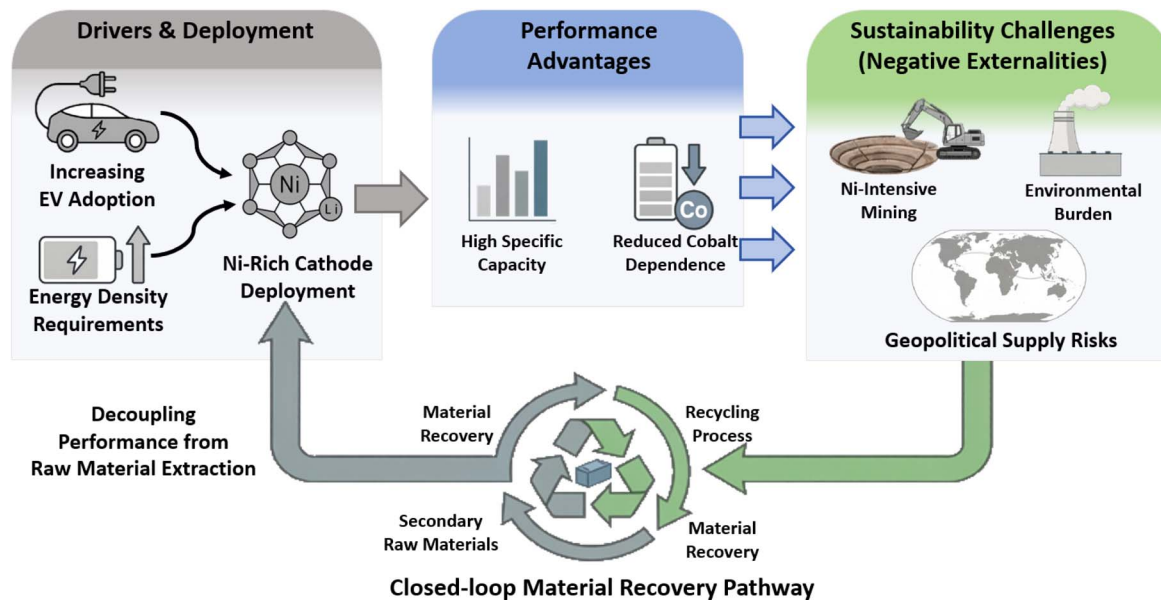 Drivers & Deployment
Increasing
EV Adoption
Energy Density
Requirements
Ni
Li
Ni-Rich Cathode
Deployment
Performance
Advantages
High Specific
Capacity
Co
Reduced Cobalt
Dependence
Sustainability Challenges
(Negative Externalities)
Ni-Intensive
Mining
Environmental
Burden
Geopolitical Supply Risks
Decoupling
Performance from
Raw Material Extraction
Material
Recovery
Recycling
Process
Secondary
Raw Materials
Material
Recovery
Closed-loop Material Recovery Pathway